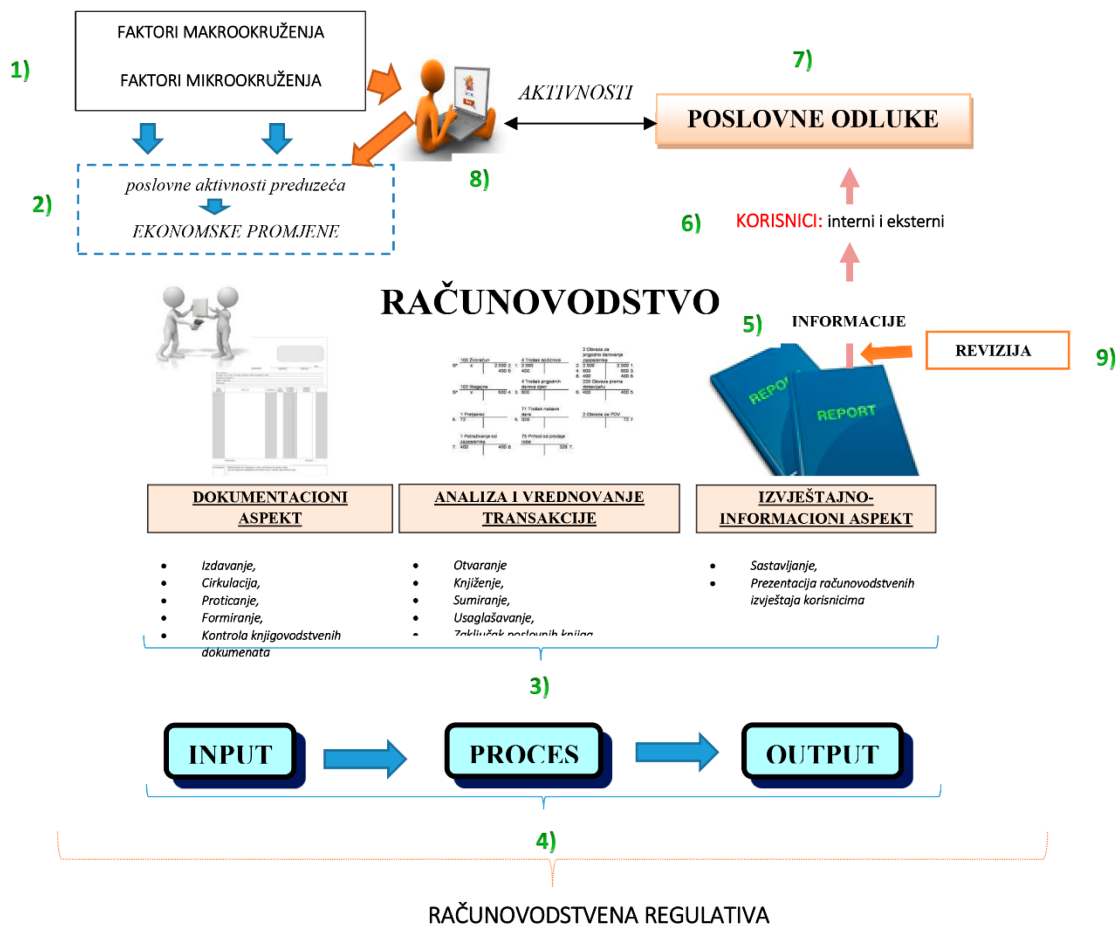 FAKTORI MAKROOKRUŽENJA
1)
FAKTORI MIKROOKRUŽENJA
7)
AKTIVNOSTI
POSLOVNE ODLUKE
8)
2)
poslovne aktivnosti preduzeća
EKONOMSKE PROMJENE
6)
KORISNICI: interni i eksterni
RAČUNOVODSTVO
5)
INFORMACIJE
REVIZIJA
9)
REPORT
REPORT
DOKUMENTACIONI
ASPEKT
ANALIZA I VREDNOVANJE
TRANSAKCIJE
IZVJEŠTAJNO-
INFORMACIONI ASPEKT
• Izdavanje,
• Cirkulacija,
• Proticanje,
• Formiranje,
• Kontrola knjigovodstvenih
dokumenata
• Otvaranje
• Knjiženje,
• Sumiranje,
• Usaglašavanje,
• Zaključak poslovnih knjiga
• Sastavljanje,
• Prezentacija računovodstvenih
izvještaja korisnicima
3)
INPUT
PROCES
OUTPUT
4)
RAČUNOVODSTVENA REGULATIVA